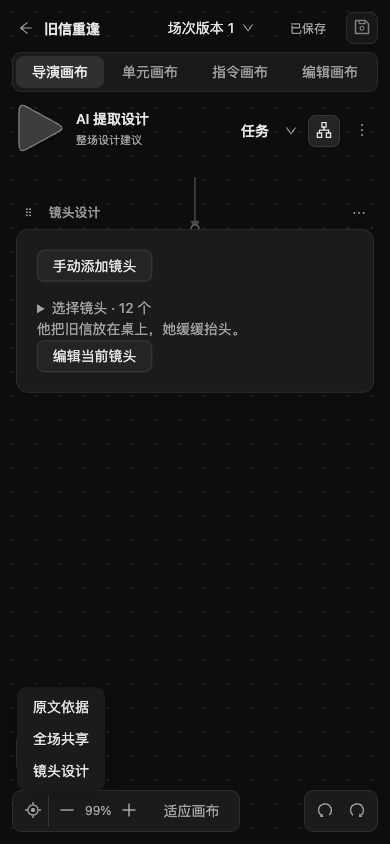 旧信重逢
场次版本 1
已保存
导演画布
单元画布
指令画布
编辑画布
AI 提取设计
整场设计建议
任务
镜头设计
手动添加镜头
选择镜头 · 12 个
他把旧信放在桌上，她缓缓抬头。
编辑当前镜头
原文依据
全场共享
镜头设计
99%
适应画布